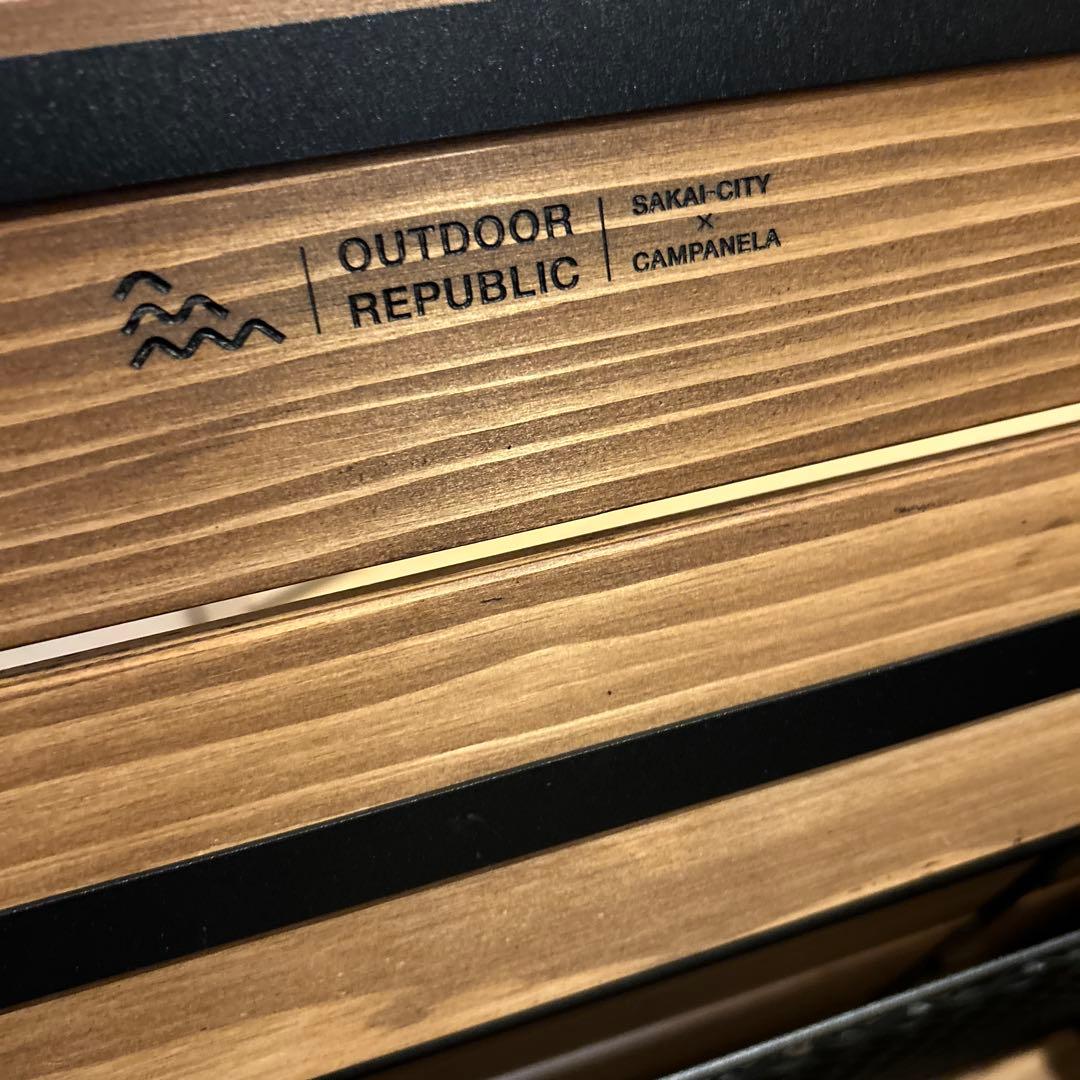 OUTDOOR
REPUBLIC
SAKAI-CITY
×
CAMPANELA